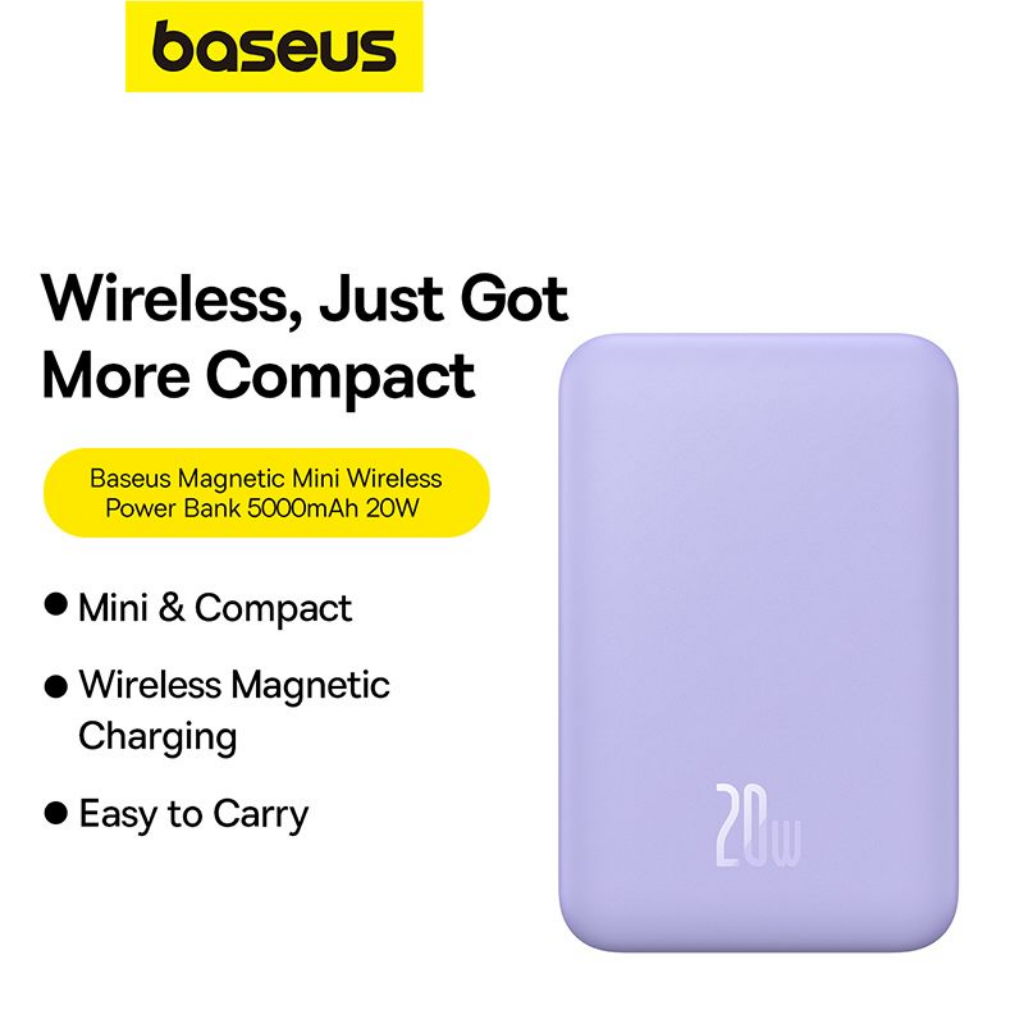 baseus
Wireless, Just Got
More Compact
Baseus Magnetic Mini Wireless
Power Bank 5000mAh 20W
● Mini & Compact
● Wireless Magnetic
Charging
● Easy to Carry
20W